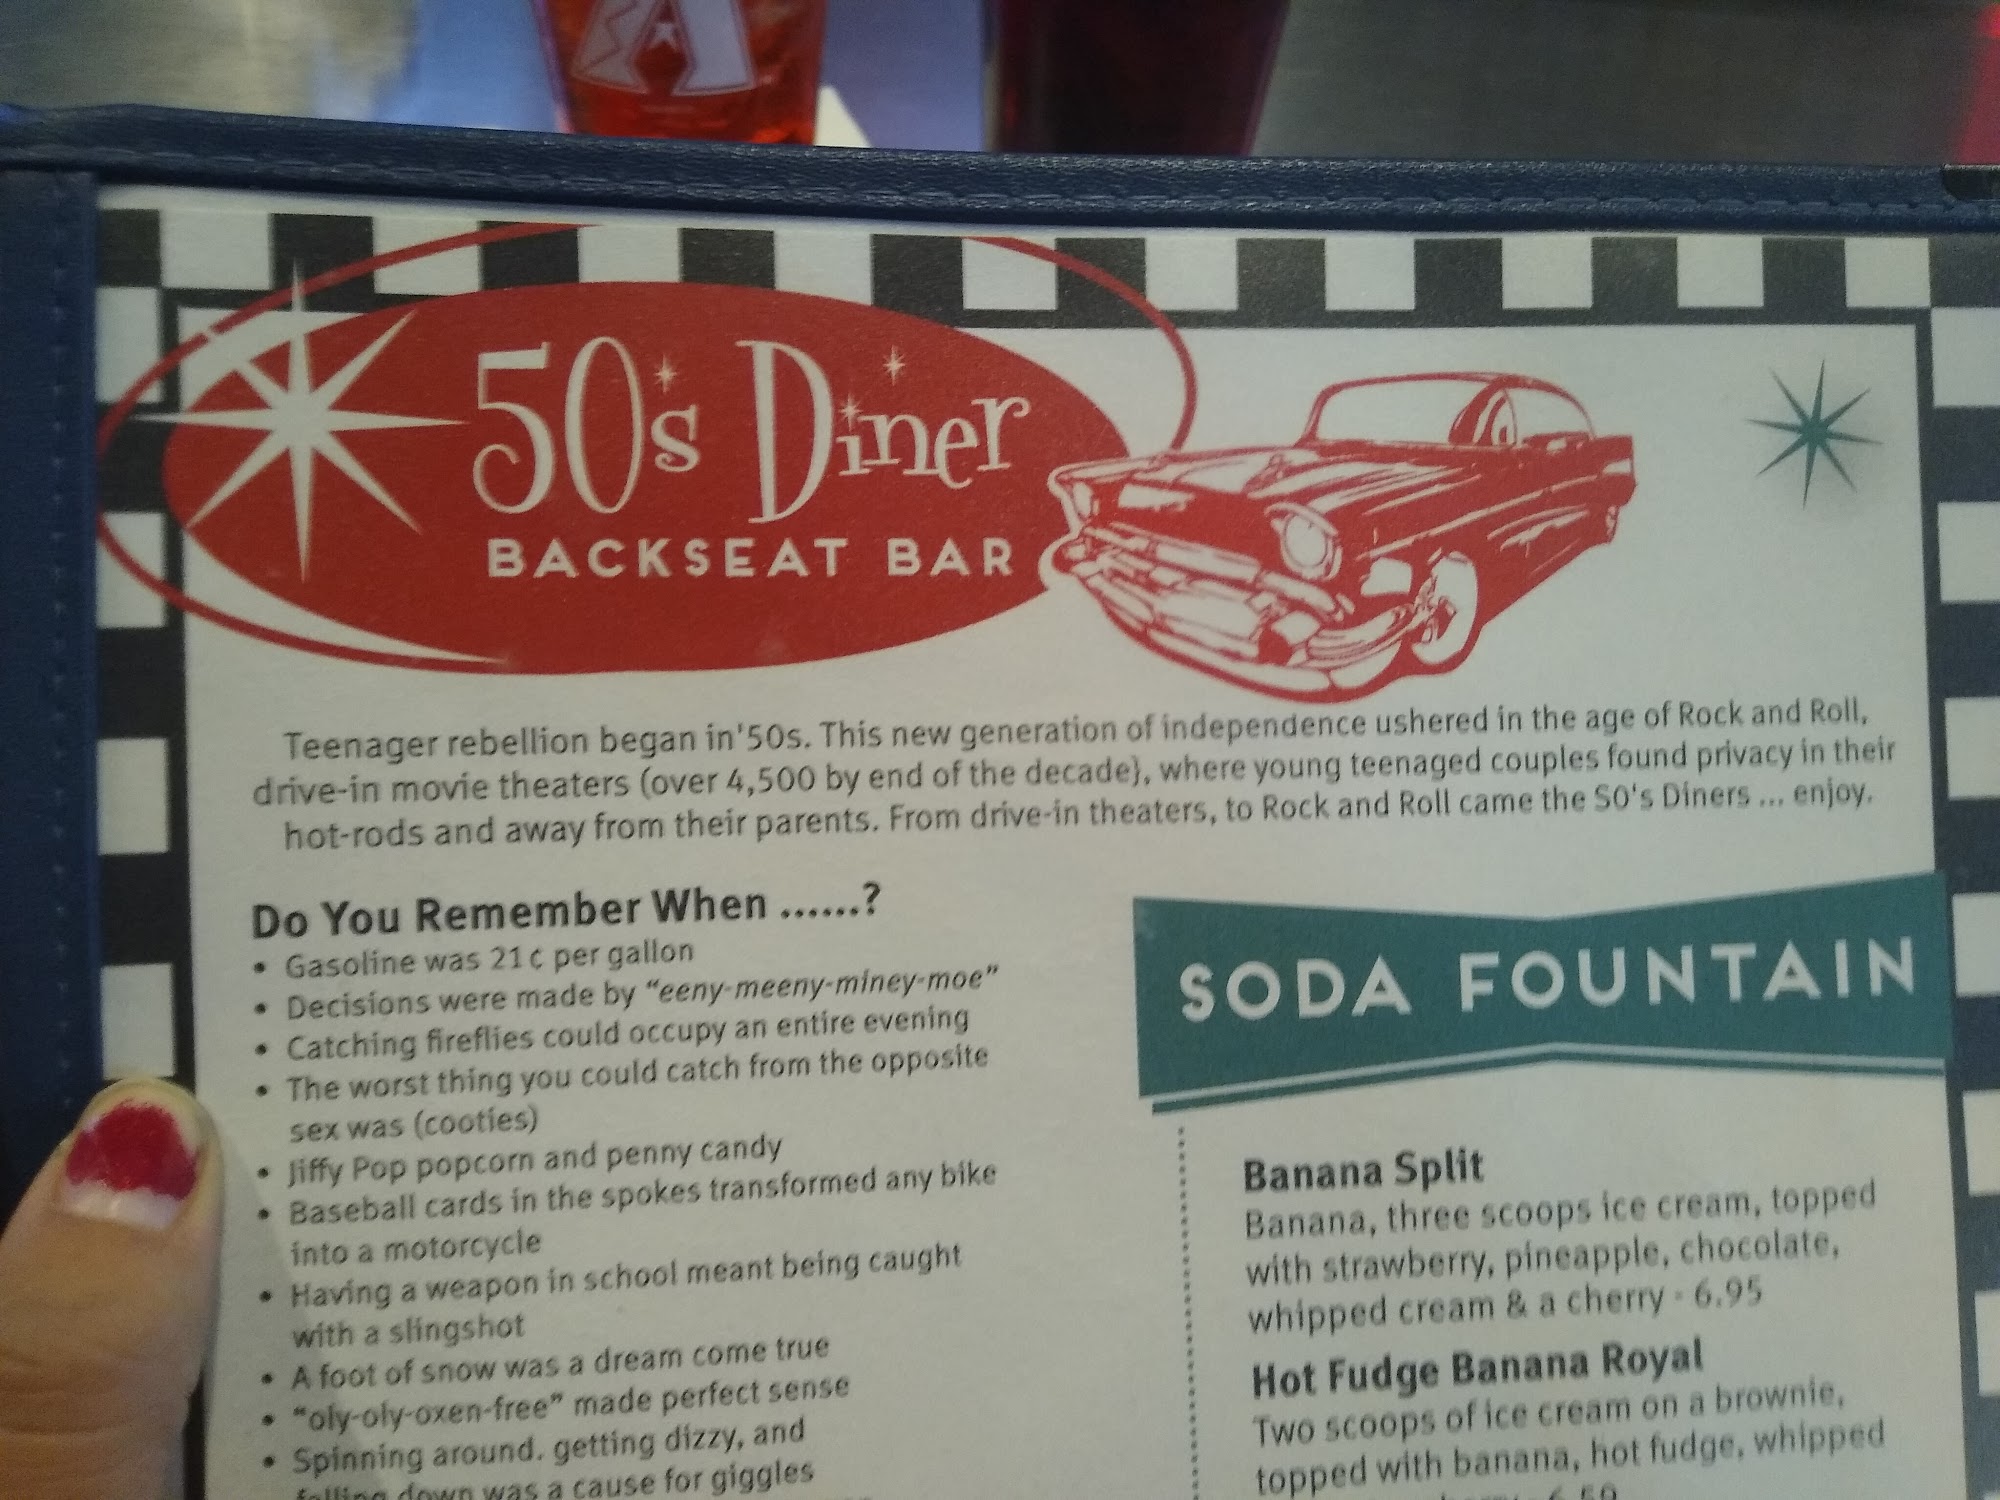 A
50's Diner
BACKSEAT BAR
Teenager rebellion began in '50s. This new generation of independence ushered in the age of Rock and Roll,
drive-in movie theaters (over 4,500 by end of the decade), where young teenaged couples found privacy in their
hot-rods and away from their parents. From drive-in theaters, to Rock and Roll came the 50's Diners ... enjoy.
Do You Remember When ......?
• Gasoline was 21¢ per gallon
• Decisions were made by "eeny-meeny-miney-moe"
• Catching fireflies could occupy an entire evening
• The worst thing you could catch from the opposite
sex was (cooties)
• Jiffy Pop popcorn and penny candy
• Baseball cards in the spokes transformed any bike
into a motorcycle
• Having a weapon in school meant being caught
with a slingshot
• A foot of snow was a dream come true
• "oly-oly-oxen-free" made perfect sense
• Spinning around. getting dizzy, and
falling down was a cause for giggles
SODA FOUNTAIN
Banana Split
Banana, three scoops ice cream, topped
with strawberry, pineapple, chocolate,
whipped cream & a cherry - 6.95
Hot Fudge Banana Royal
Two scoops of ice cream on a brownie,
topped with banana, hot fudge, whipped
6.50